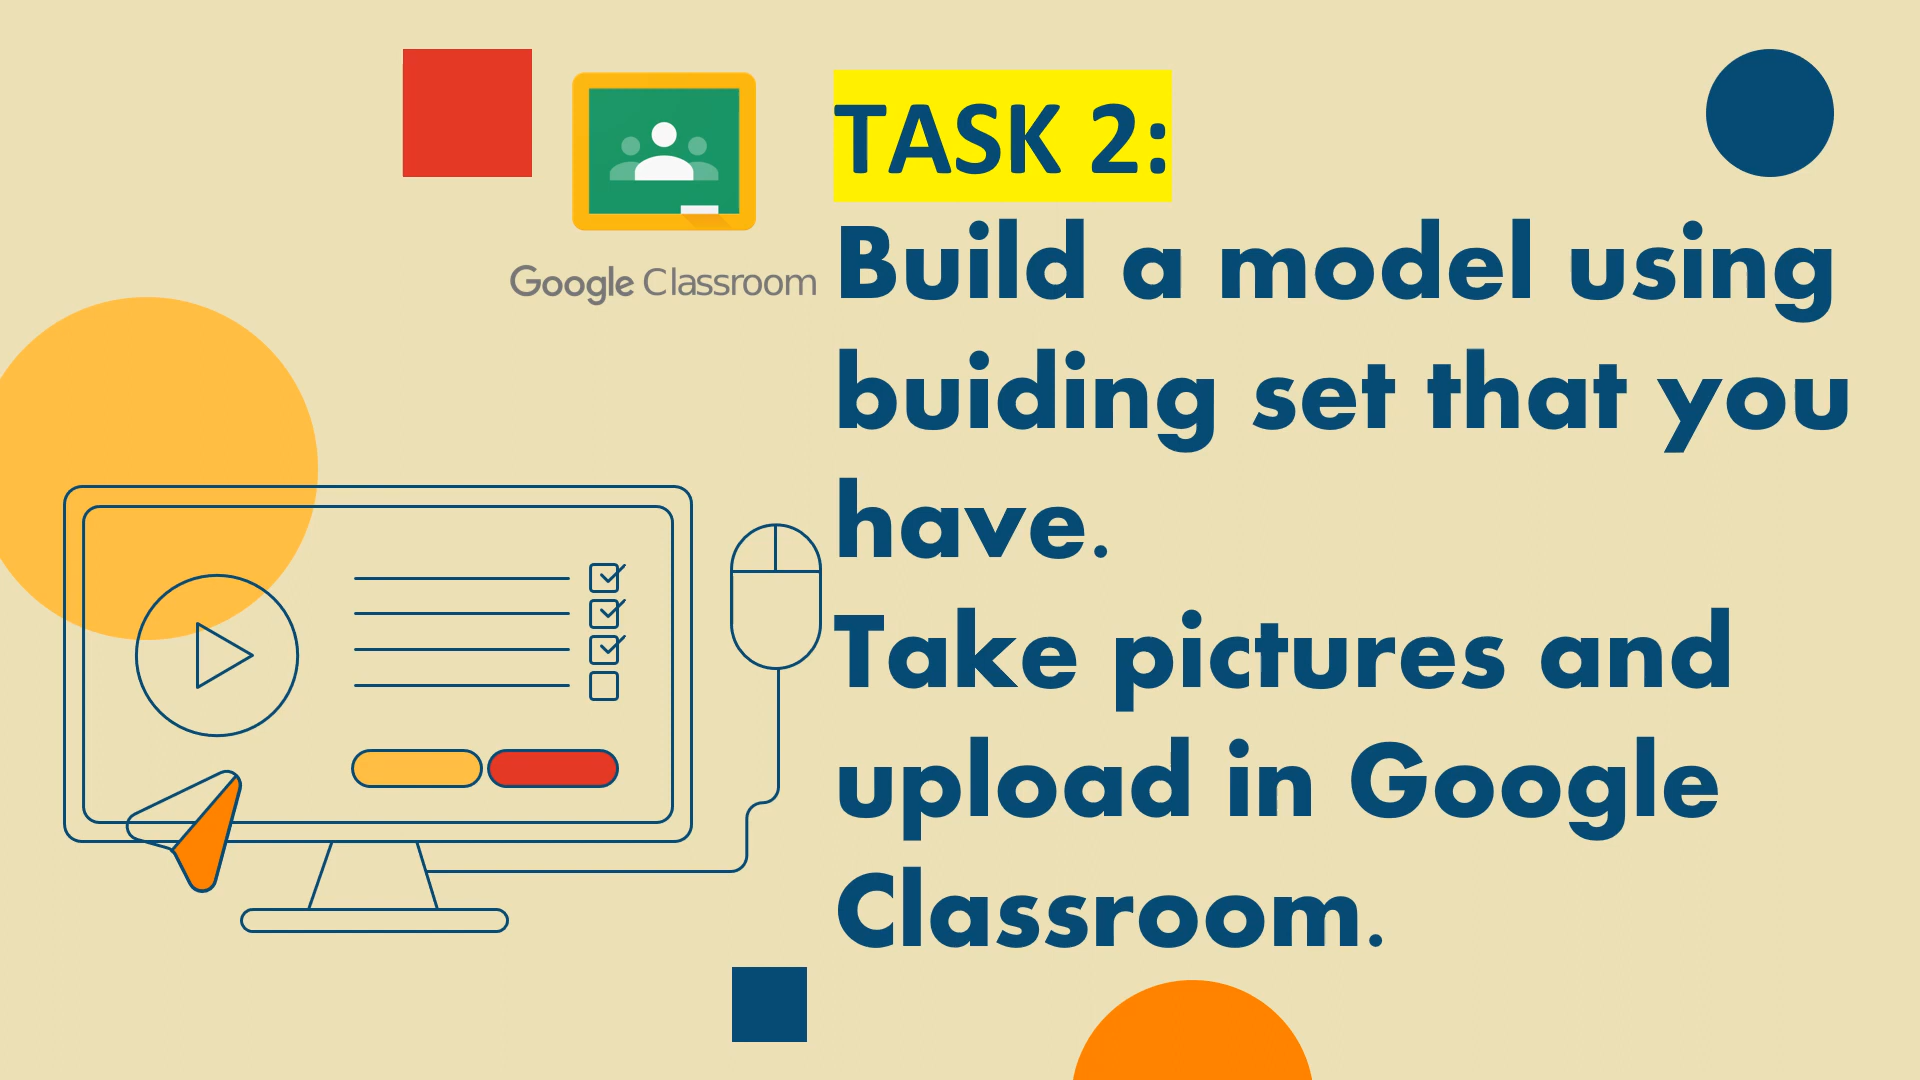 Google Classroom
TASK 2:
Build a model using
buiding set that you
have.
Take pictures and
upload in Google
Classroom.